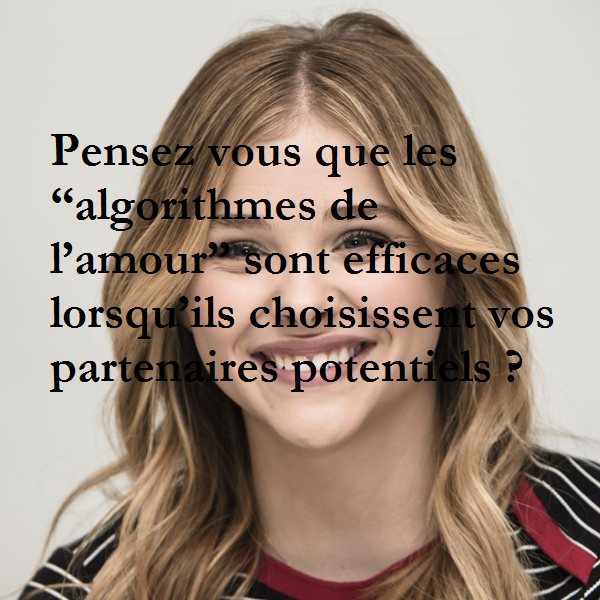 Pensez vous que les
“algorithmes de
l’amour” sont efficaces
lorsqu’ils choisissent vos
partenaires potentiels ?